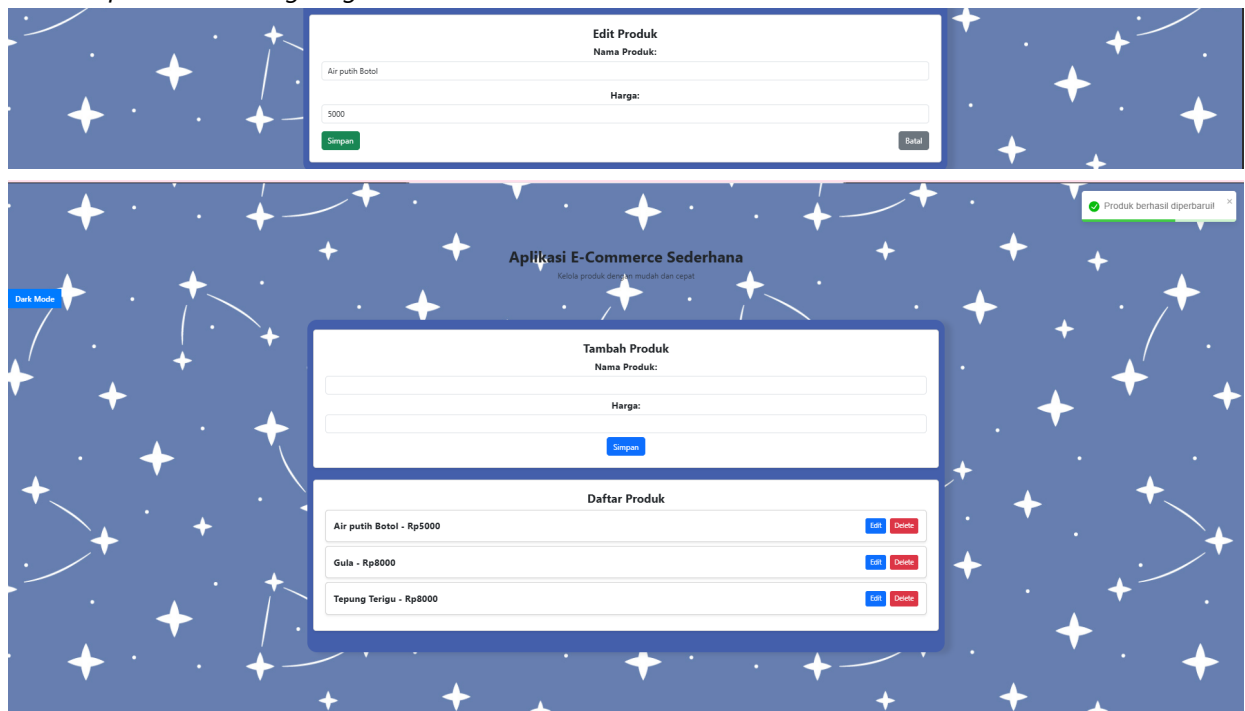 Edit Produk
Nama Produk:
Air putih Botol
Harga:
5000
Simpan
Batal
Produk berhasil diperbarui!
Aplikasi E-Commerce Sederhana
Kelola produk dengan mudah dan cepat
Dark Mode
Tambah Produk
Nama Produk:
Harga:
Simpan
Daftar Produk
Air putih Botol - Rp5000 Edit Delete
Gula - Rp8000 Edit Delete
Tepung Terigu - Rp8000 Edit Delete